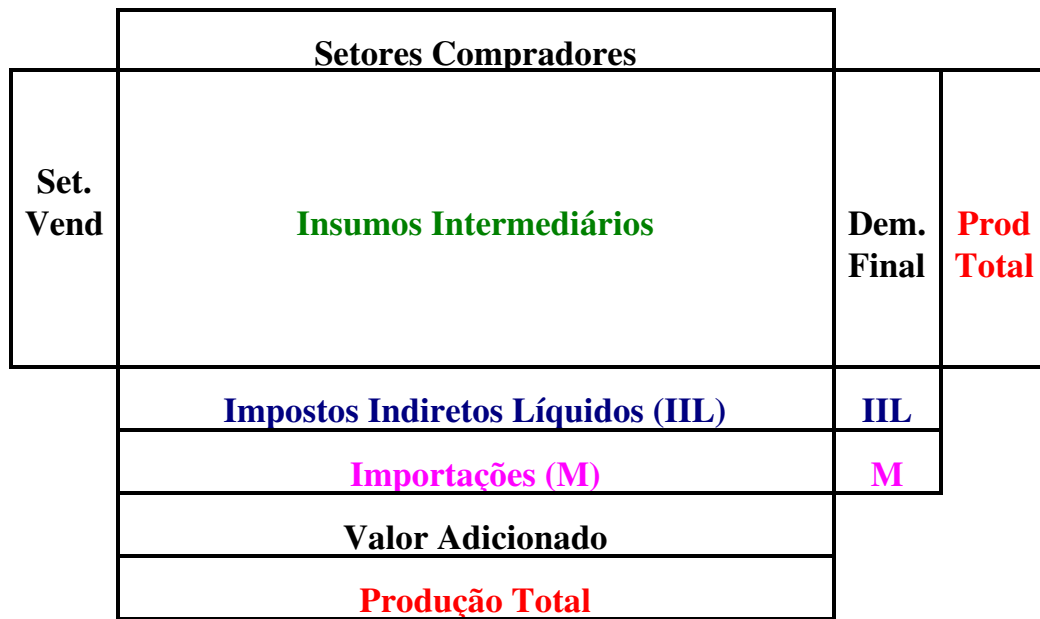 Setores Compradores
Set.
Vend
Insumos Intermediários
Dem.
Final
Prod
Total
Impostos Indiretos Líquidos (IIL)
IIL
Importações (M)
M
Valor Adicionado
Produção Total